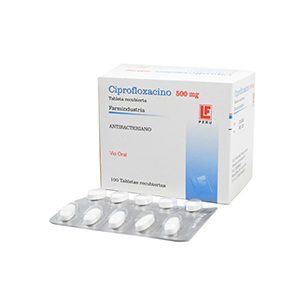 Ciprofloxacino 500 mg
Tableta recubierta
Farmindustria
LF
PERU
ANTIBACTERIANO
Vía Oral
100 Tabletas recubiertas